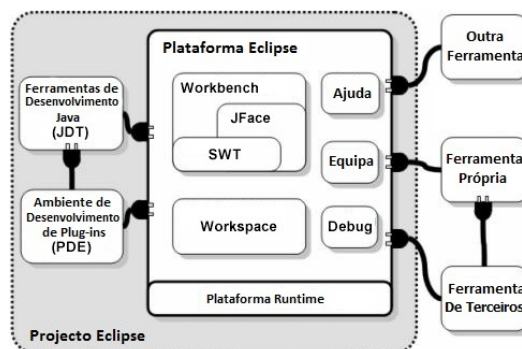 Plataforma Eclipse
Outra
Ferramenta
Ferramentas de
Desenvolvimento
Java
(JDT)
Workbench
JFace
SWT
Ajuda
Equipa
Ferramenta
Própria
Ambiente de
Desenvolvimento
de Plug-ins
(PDE)
Workspace
Debug
Ferramenta
De Terceiros
Plataforma Runtime
Projecto Eclipse